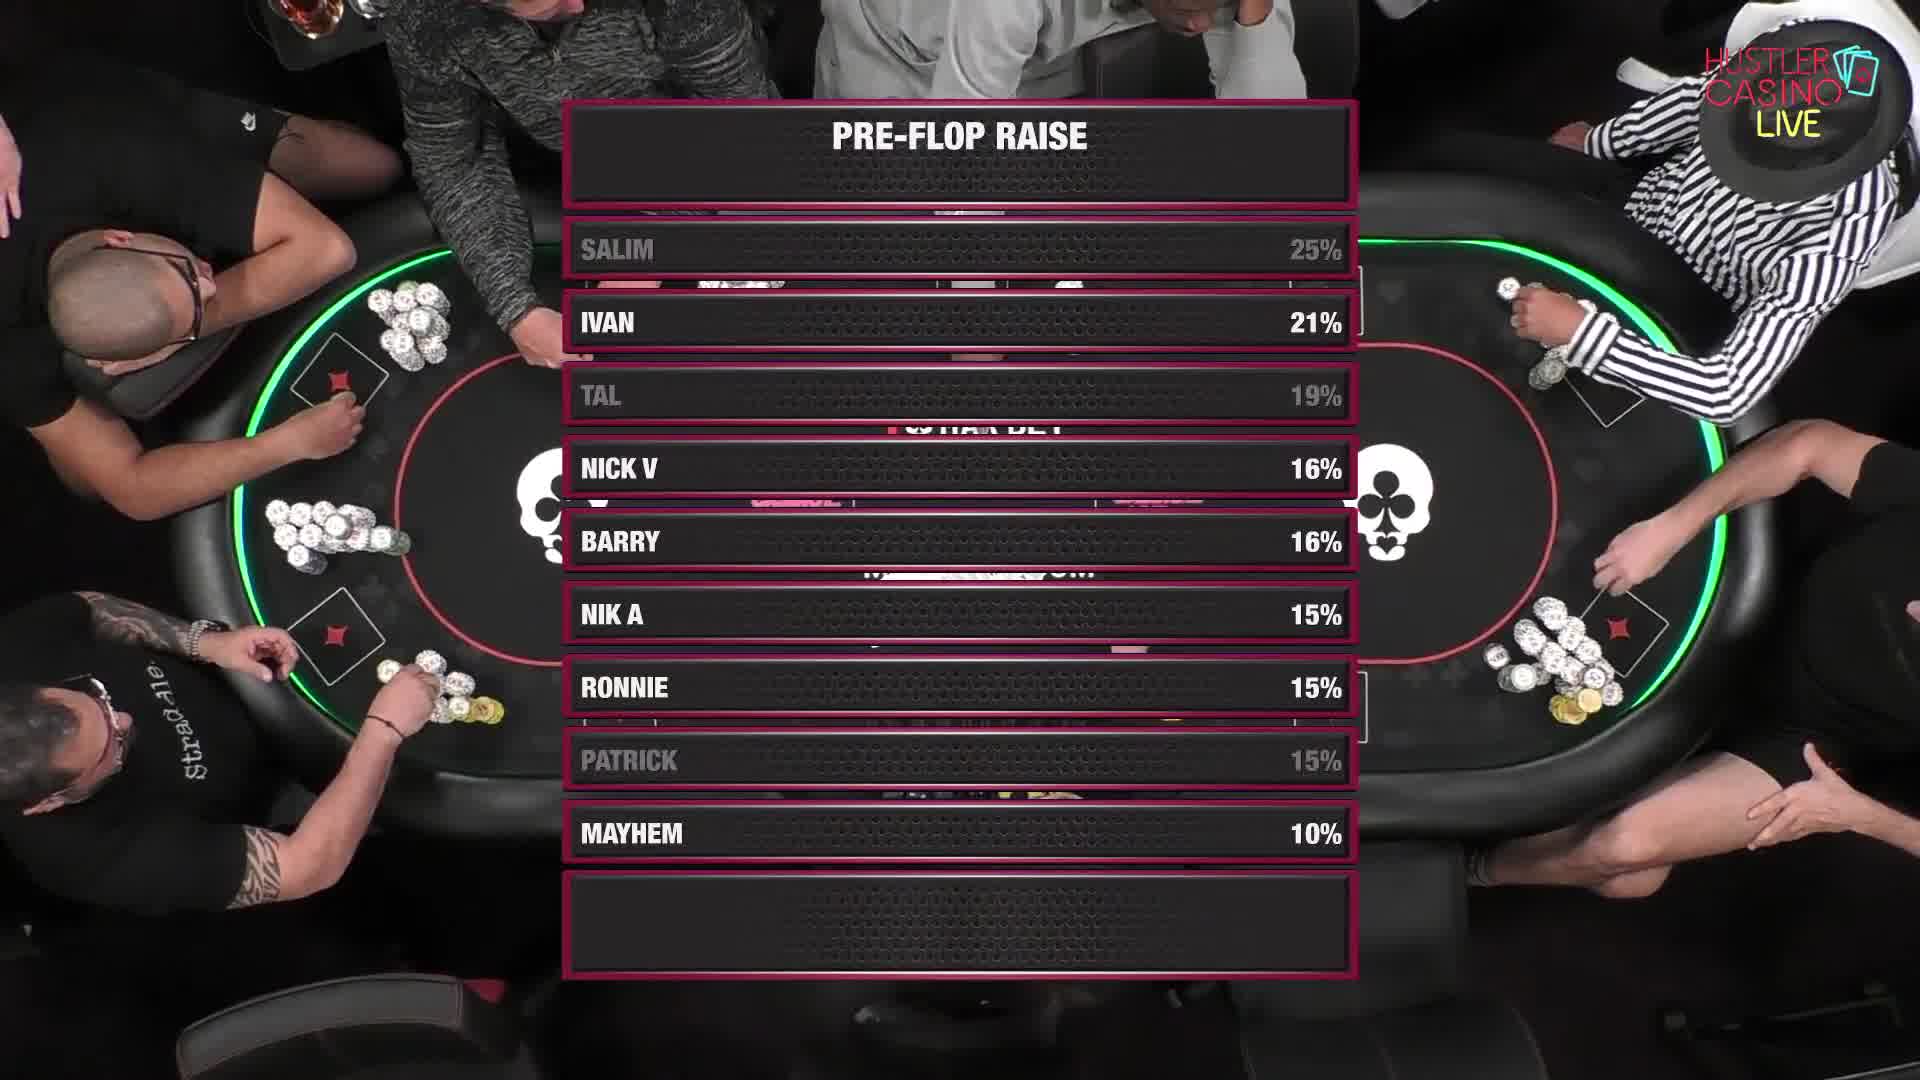 HUSTLER
CASINO
LIVE
PRE-FLOP RAISE
SALIM 25%
IVAN 21%
TAL 19%
NICK V 16%
BARRY 16%
NIK A 15%
RONNIE 15%
PATRICK 15%
MAYHEM 10%